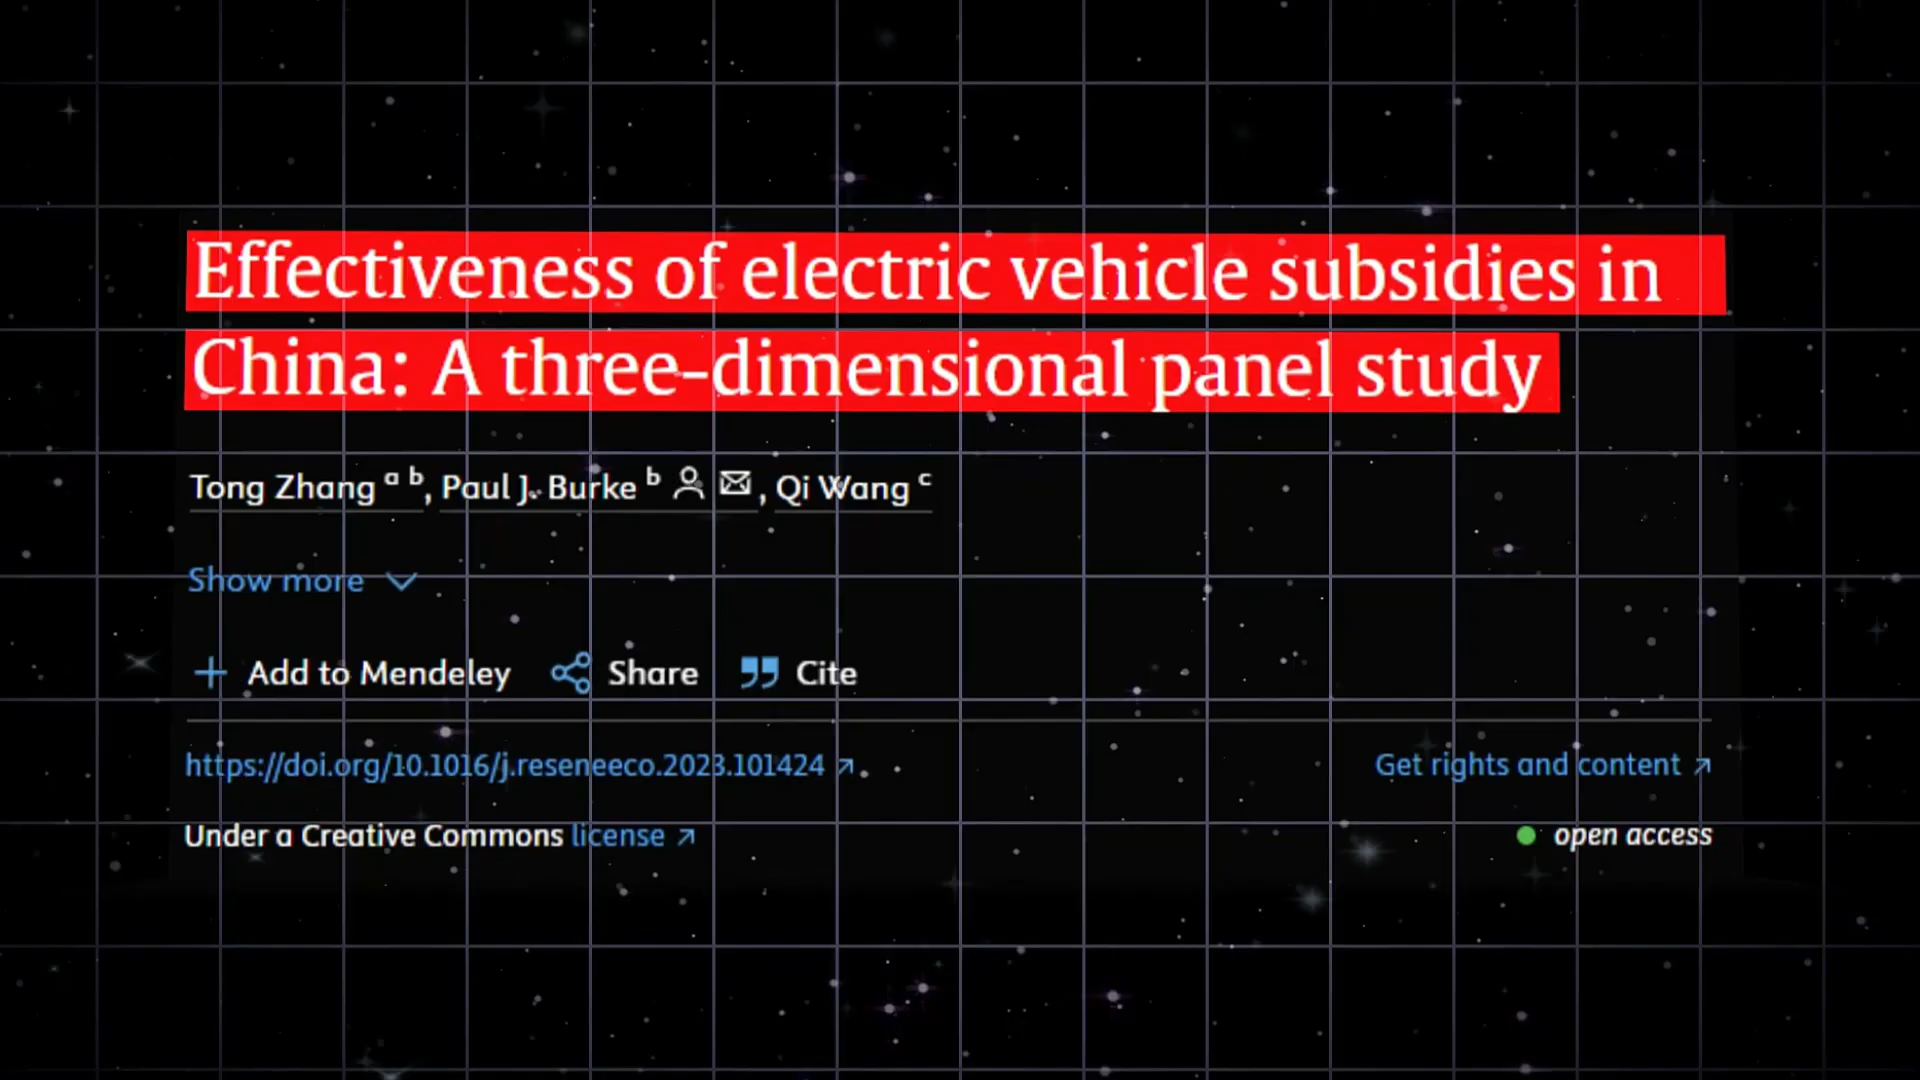 Effectiveness of electric vehicle subsidies in
China: A three-dimensional panel study
Tong Zhang a b, Paul J. Burke b, Qi Wang c
Show more
Add to Mendeley Share Cite
https://doi.org/10.1016/j.reseneeco.2023.101424 Get rights and content
Under a Creative Commons license open access